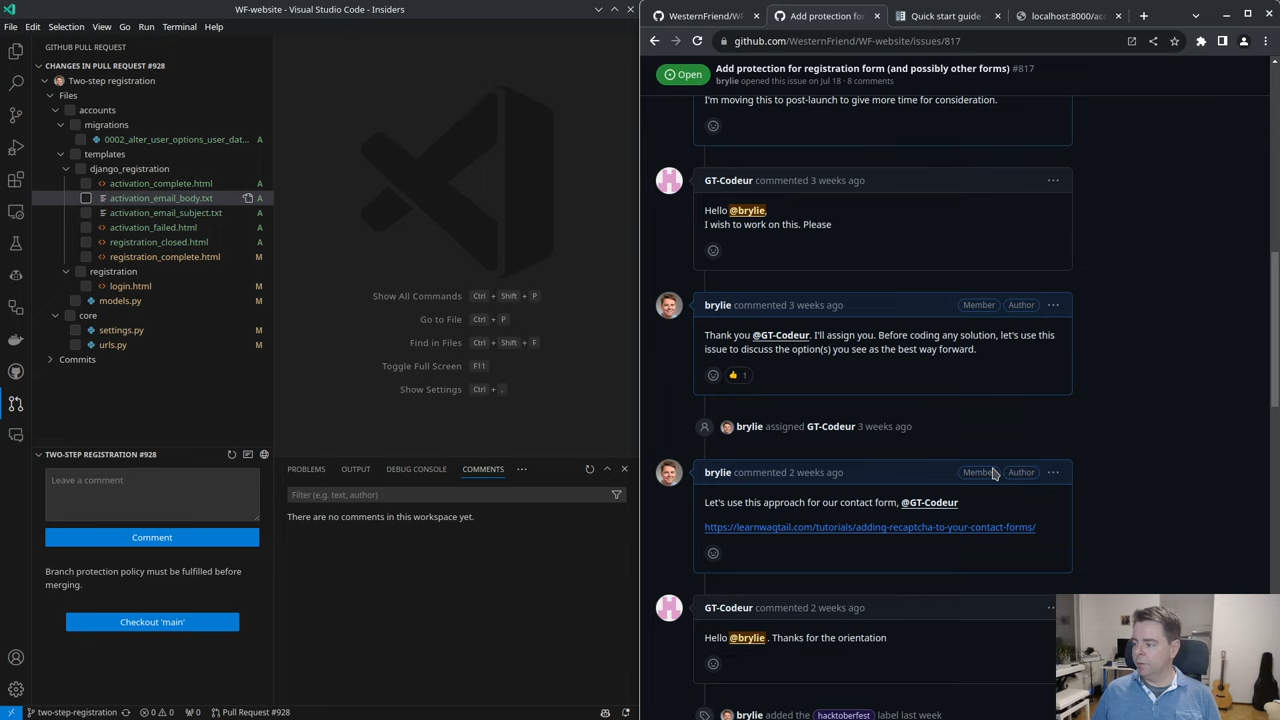 WF-website - Visual Studio Code - Insiders
File Edit Selection View Go Run Terminal Help
GITHUB PULL REQUEST
CHANGES IN PULL REQUEST #928
Two-step registration
Files
accounts
migrations
0002_alter_user_options_user_dat... A
templates
django_registration
activation_complete.html A
activation_email_body.txt A
activation_email_subject.txt A
activation_failed.html A
registration_closed.html A
registration_complete.html M
registration
login.html M
models.py M
core
settings.py M
urls.py M
Commits
TWO-STEP REGISTRATION #928
Leave a comment
Comment
Branch protection policy must be fulfilled before
merging.
Checkout 'main'
Show All Commands Ctrl + Shift + P
Go to File Ctrl + P
Find in Files Ctrl + Shift + F
Toggle Full Screen F11
Show Settings Ctrl + ,
PROBLEMS OUTPUT DEBUG CONSOLE COMMENTS
Filter (e.g. text, author)
There are no comments in this workspace yet.
two-step-registration 0 0 0 Pull Request #928
WesternFriend/WF-
Add protection for
Quick start guide -
localhost:8000/acc
github.com/WesternFriend/WF-website/issues/817
Open
Add protection for registration form (and possibly other forms) #817
brylie opened this issue on Jul 18 · 8 comments
I'm moving this to post-launch to give more time for consideration.
GT-Codeur commented 3 weeks ago
Hello @brylie,
I wish to work on this. Please
brylie commented 3 weeks ago Member Author
Thank you @GT-Codeur. I'll assign you. Before coding any solution, let's use this
issue to discuss the option(s) you see as the best way forward.
1
brylie assigned GT-Codeur 3 weeks ago
brylie commented 2 weeks ago Member Author
Let's use this approach for our contact form, @GT-Codeur
https://learnwagtail.com/tutorials/adding-recaptcha-to-your-contact-forms/
GT-Codeur commented 2 weeks ago
Hello @brylie . Thanks for the orientation
brylie added the hacktoberfest label last week